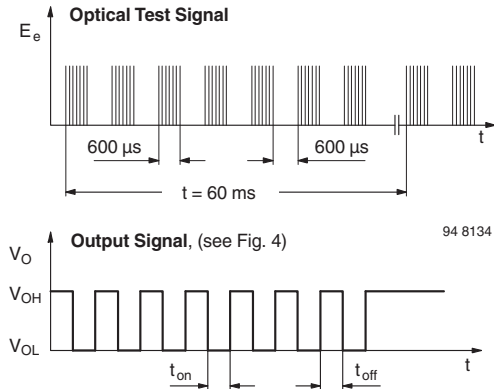 Optical Test Signal
E e
600 µs
600 µs
t
t = 60 ms
94 8134
Output Signal, (see Fig. 4)
V O
V OH
V OL
t on
t off
t